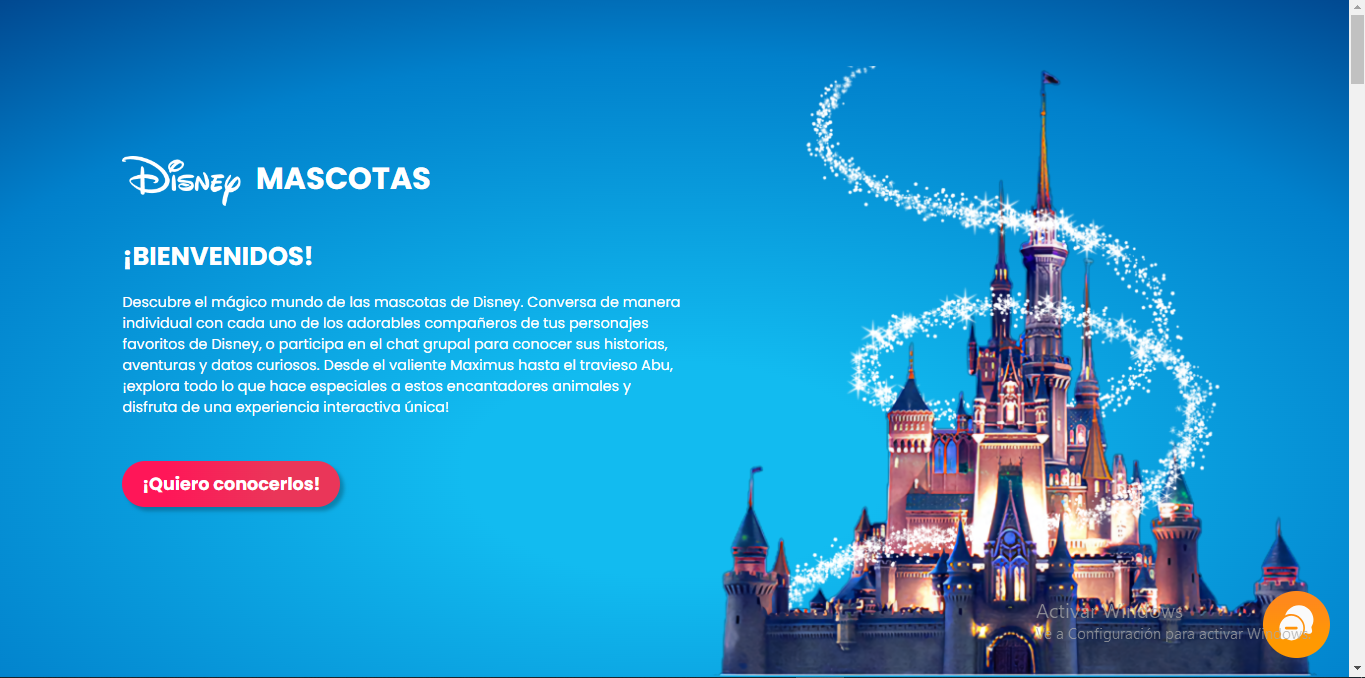 Disney MASCOTAS
¡BIENVENIDOS!
Descubre el mágico mundo de las mascotas de Disney. Conversa de manera
individual con cada uno de los adorables compañeros de tus personajes
favoritos de Disney, o participa en el chat grupal para conocer sus historias,
aventuras y datos curiosos. Desde el valiente Maximus hasta el travieso Abu,
¡explora todo lo que hace especiales a estos encantadores animales y
disfruta de una experiencia interactiva única!
¡Quiero conocerlos!
Activar Windows
Ve a Configuración para activar Windows.